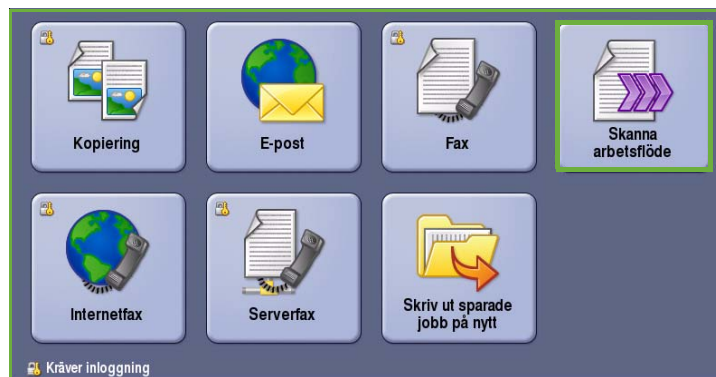 Kopiering
E-post
Fax
Skanna
arbetsflöde
Internetfax
Serverfax
Skriv ut sparade
jobb på nytt
Kräver inloggning